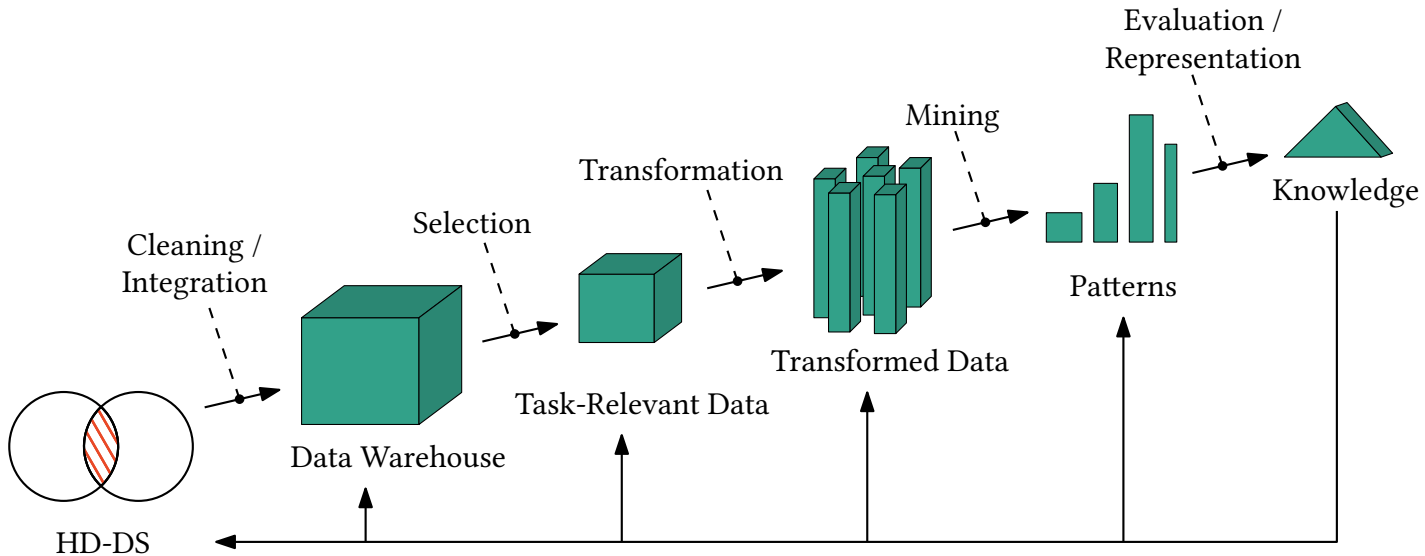 Evaluation /
Representation
Mining
Transformation
Knowledge
Selection
Cleaning /
Integration
Patterns
Transformed Data
Task-Relevant Data
Data Warehouse
HD-DS